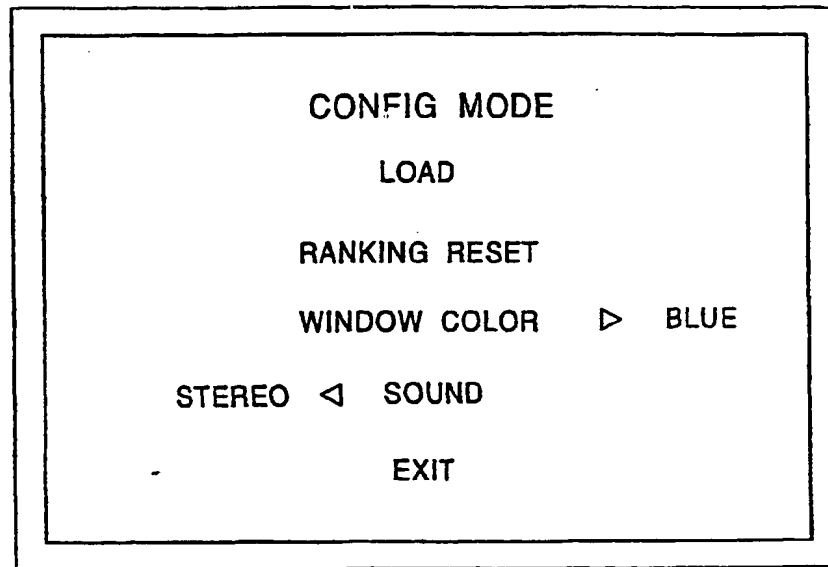 CONFIG MODE
LOAD
RANKING RESET
WINDOW COLOR ▷ BLUE
STEREO ◁ SOUND
EXIT